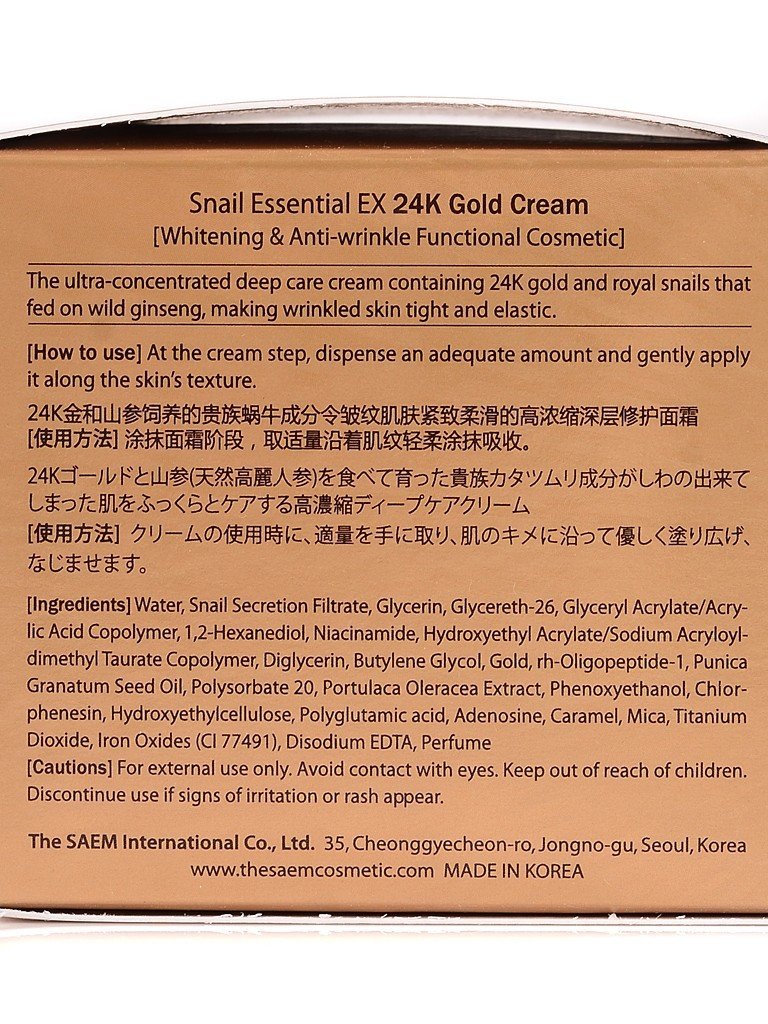 Snail Essential EX 24K Gold Cream
[Whitening & Anti-wrinkle Functional Cosmetic]
The ultra-concentrated deep care cream containing 24K gold and royal snails that
fed on wild ginseng, making wrinkled skin tight and elastic.
[How to use] At the cream step, dispense an adequate amount and gently apply
it along the skin's texture.
24K金和山参饲养的贵族蜗牛成分令皱纹肌肤紧致柔滑的高浓缩深层修护面霜
[使用方法] 涂抹面霜阶段，取适量沿着肌纹轻柔涂抹吸收。
24Kゴールドと山参(天然高麗人参)を食べて育った貴族カタツムリ成分がしわの出来て
しまった肌をふっくらとケアする高濃縮ディープケアクリーム
[使用方法] クリームの使用時に、適量を手に取り、肌のキメに沿って優しく塗り広げ、
なじませます。
[Ingredients] Water, Snail Secretion Filtrate, Glycerin, Glycereth-26, Glyceryl Acrylate/Acry-
lic Acid Copolymer, 1,2-Hexanediol, Niacinamide, Hydroxyethyl Acrylate/Sodium Acryloyl-
dimethyl Taurate Copolymer, Diglycerin, Butylene Glycol, Gold, rh-Oligopeptide-1, Punica
Granatum Seed Oil, Polysorbate 20, Portulaca Oleracea Extract, Phenoxyethanol, Chlor-
phenesin, Hydroxyethylcellulose, Polyglutamic acid, Adenosine, Caramel, Mica, Titanium
Dioxide, Iron Oxides (CI 77491), Disodium EDTA, Perfume
[Cautions] For external use only. Avoid contact with eyes. Keep out of reach of children.
Discontinue use if signs of irritation or rash appear.
The SAEM International Co., Ltd. 35, Cheonggyecheon-ro, Jongno-gu, Seoul, Korea
www.thesaemcosmetic.com MADE IN KOREA